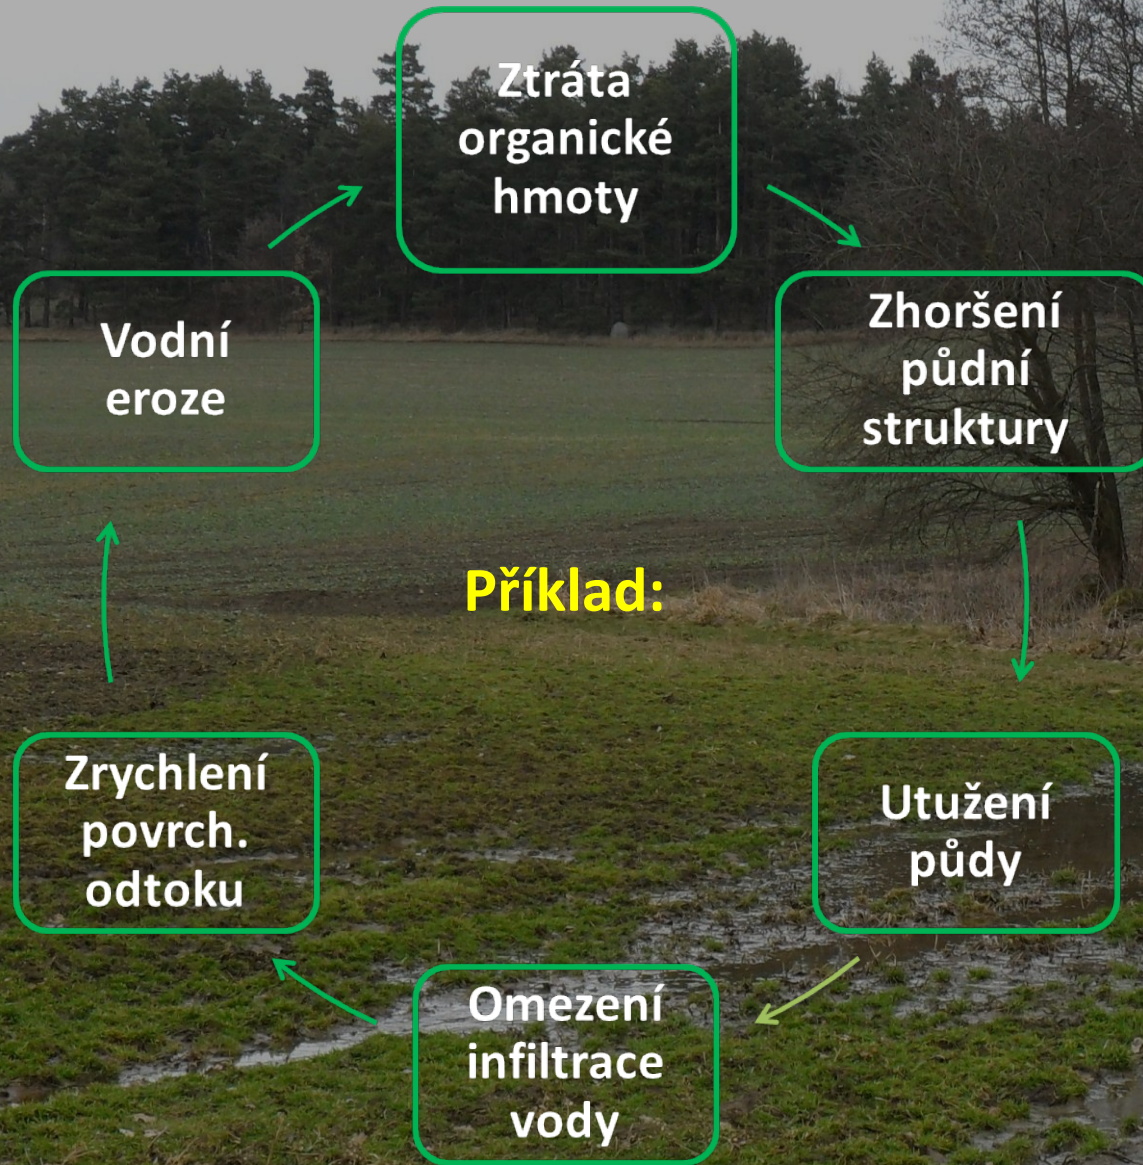 Ztráta
organické
hmoty
Zhoršení
půdní
struktury
Utužení
půdy
Omezení
infiltrace
vody
Zrychlení
povrch.
odtoku
Vodní
eroze
Příklad: